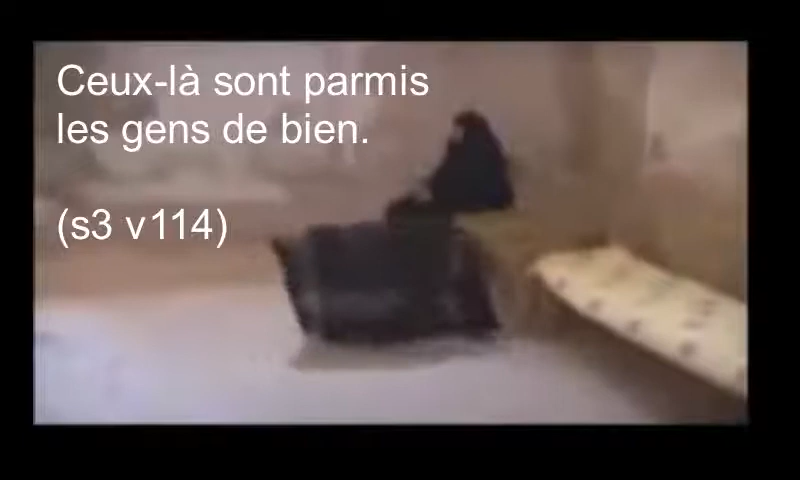 Ceux-là sont parmis
les gens de bien.
(s3 v114)